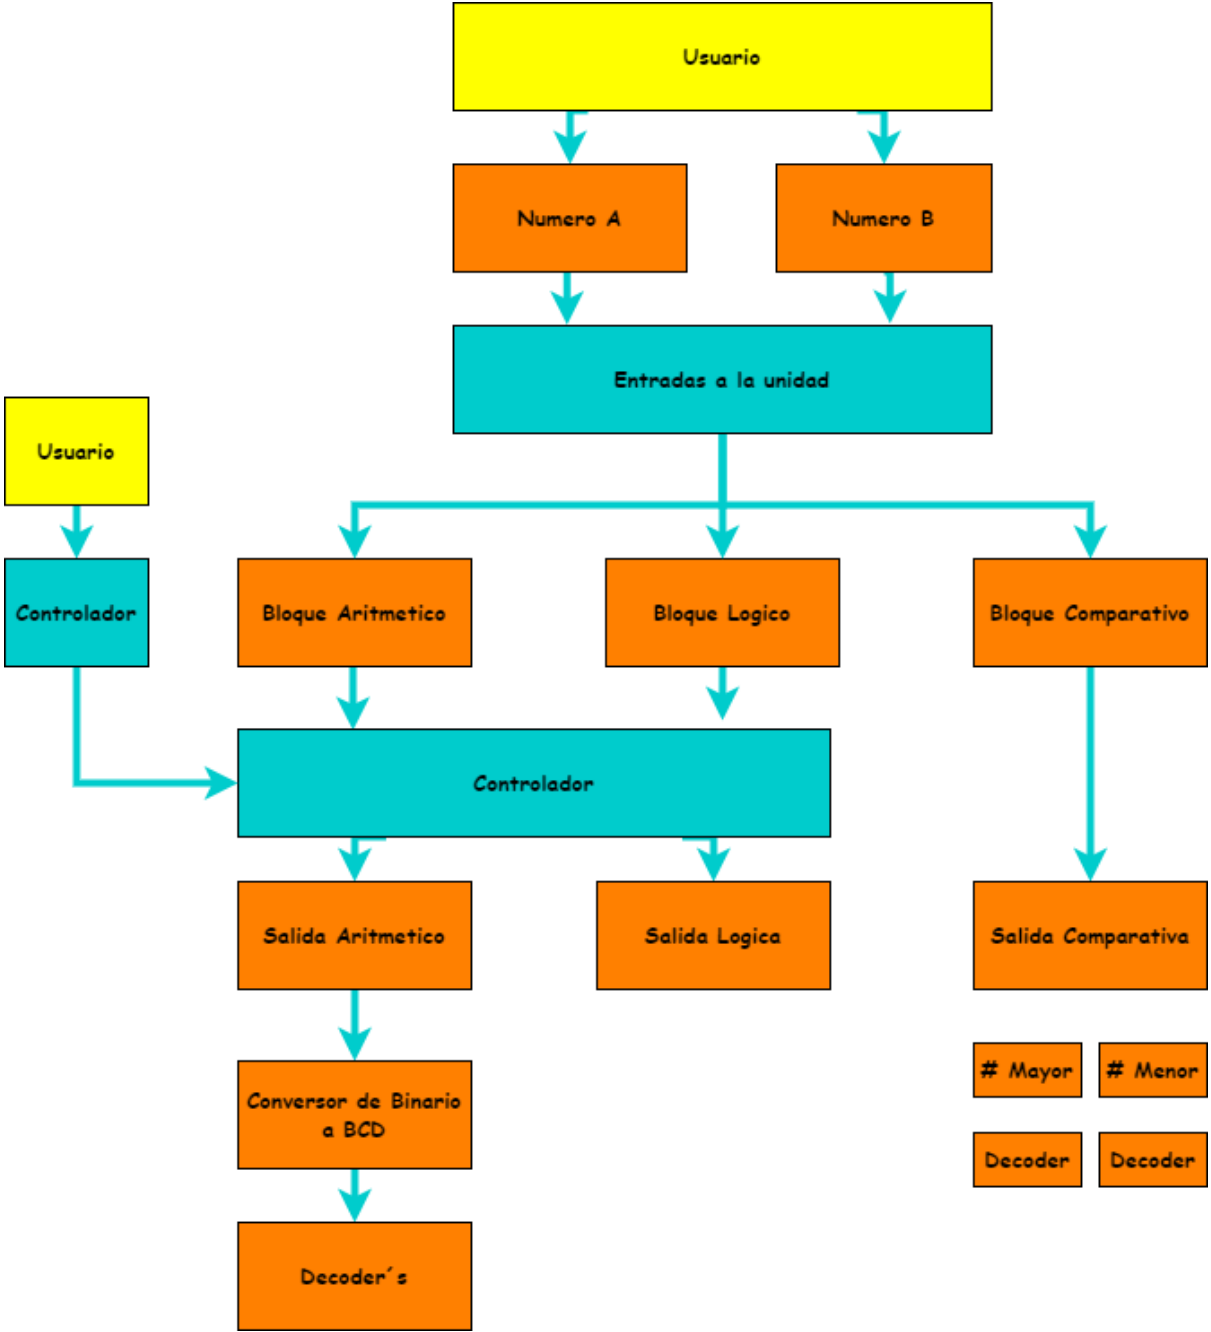 Usuario
Numero A
Numero B
Entradas a la unidad
Usuario
Controlador
Bloque Aritmetico
Bloque Logico
Bloque Comparativo
Controlador
Salida Aritmetico
Salida Logica
Salida Comparativa
# Mayor
# Menor
Conversor de Binario
a BCD
Decoder
Decoder
Decoder´s